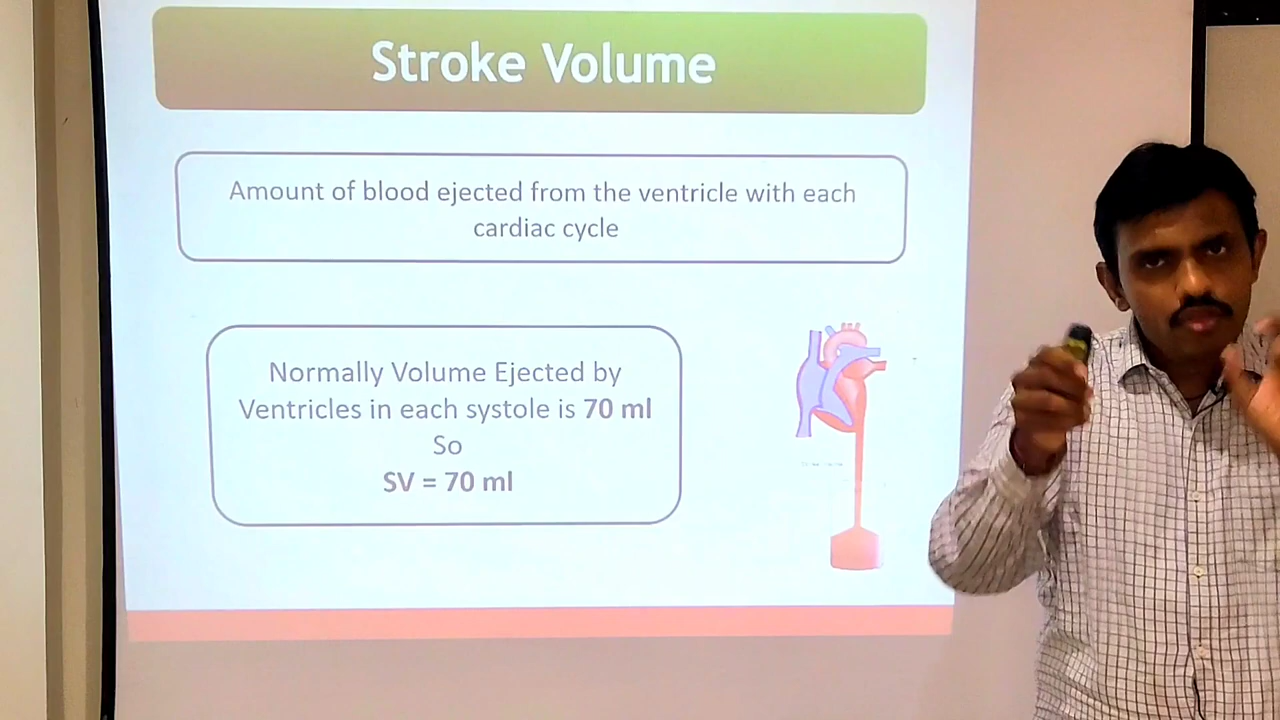 Stroke Volume
Amount of blood ejected from the ventricle with each
cardiac cycle
Normally Volume Ejected by
Ventricles in each systole is 70 ml
So
SV = 70 ml